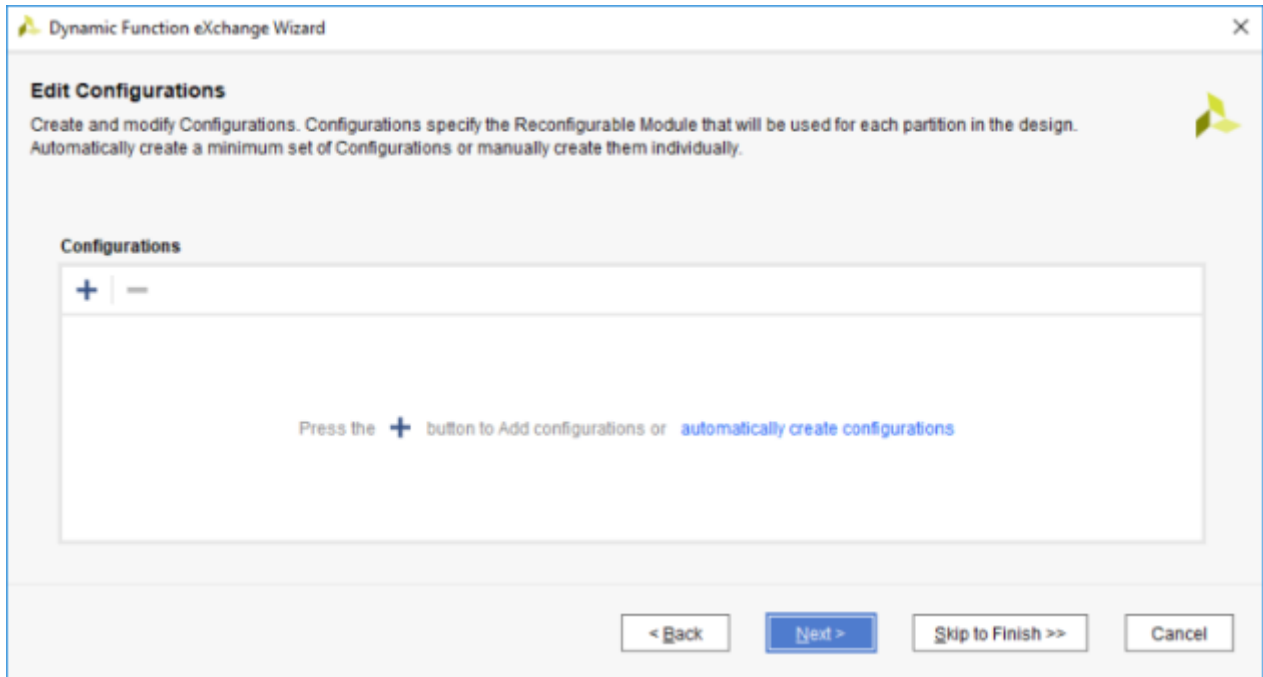 Dynamic Function eXchange Wizard
Edit Configurations
Create and modify Configurations. Configurations specify the Reconfigurable Module that will be used for each partition in the design.
Automatically create a minimum set of Configurations or manually create them individually.
Configurations
Press the + button to Add configurations or automatically create configurations
< Back Next > Skip to Finish >> Cancel